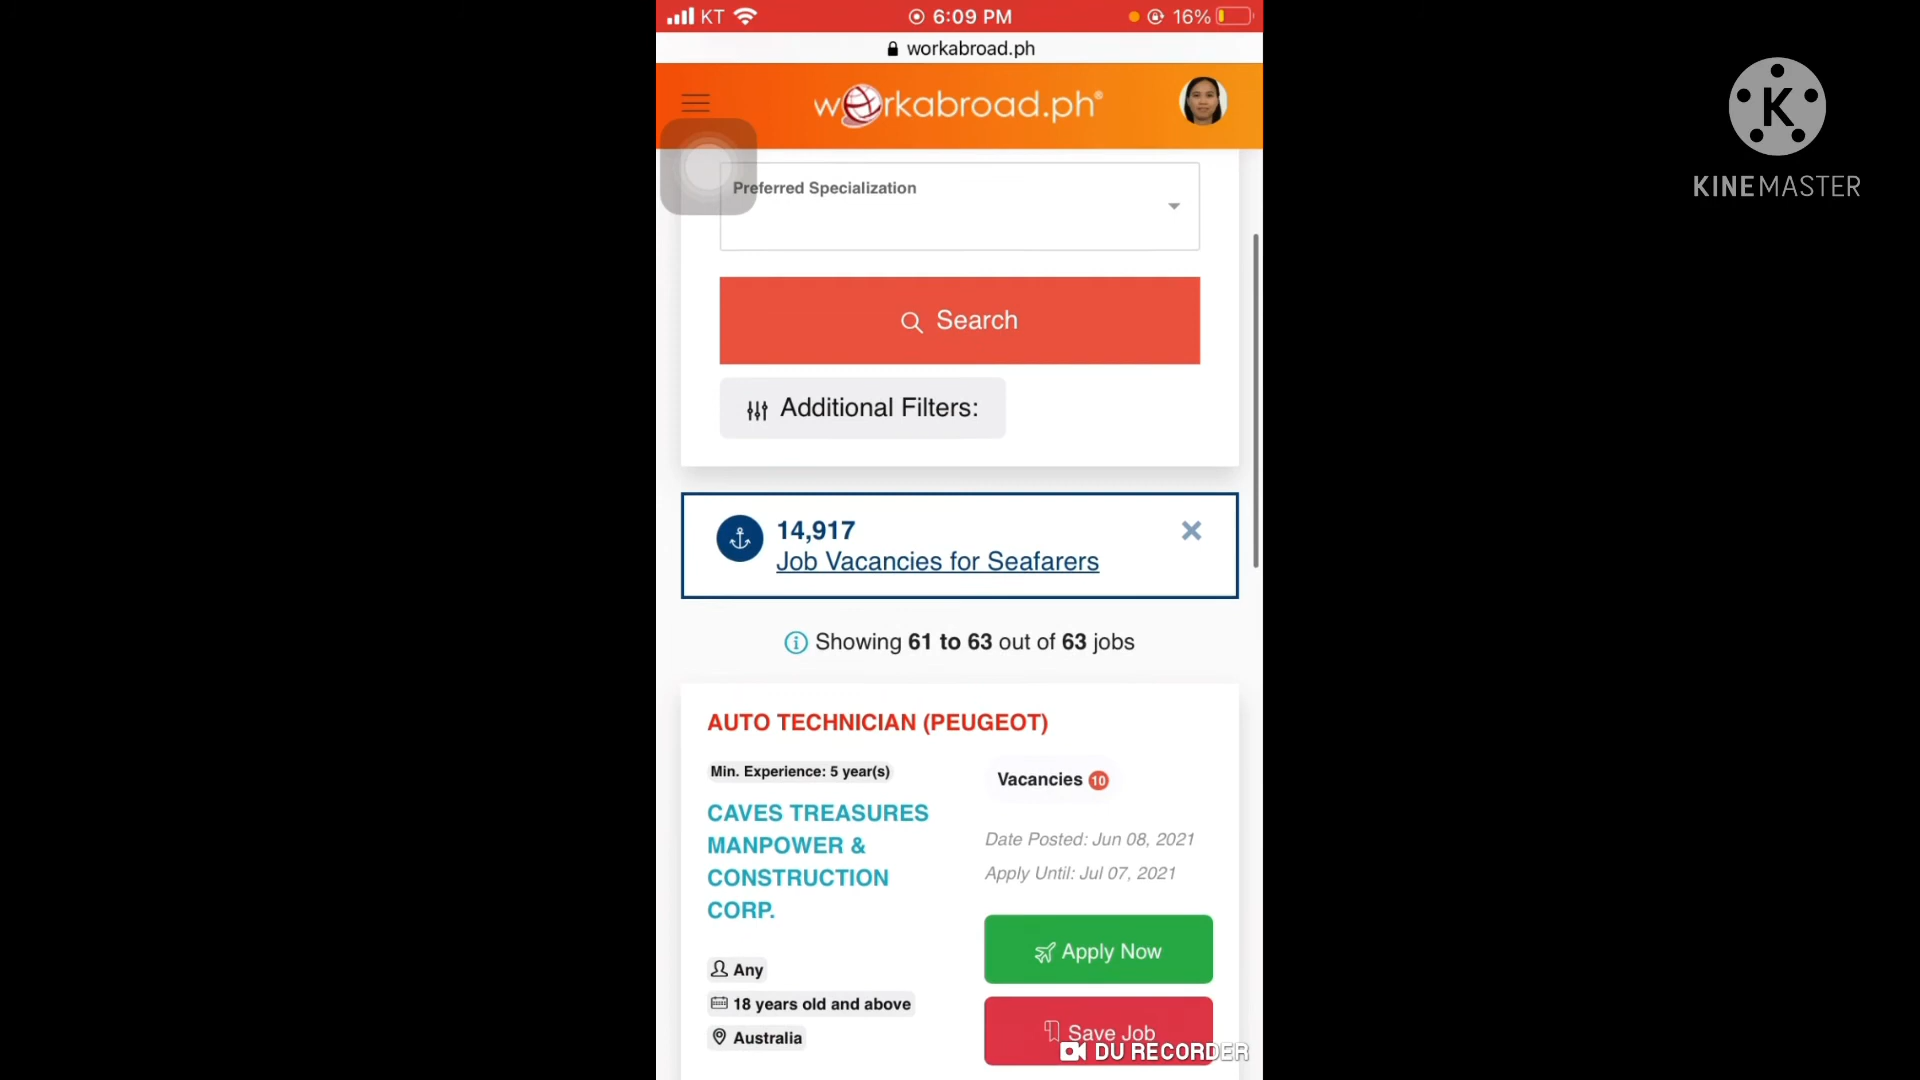 KT 6:09 PM 16%
workabroad.ph
workabroad.ph®
Preferred Specialization
Search
Additional Filters:
14,917
Job Vacancies for Seafarers
Showing 61 to 63 out of 63 jobs
AUTO TECHNICIAN (PEUGEOT)
Min. Experience: 5 year(s)
CAVES TREASURES
MANPOWER &
CONSTRUCTION
CORP.
Any
18 years old and above
Australia
Vacancies 10
Date Posted: Jun 08, 2021
Apply Until: Jul 07, 2021
Apply Now
Save Job
DU RECORDER
K
KINEMASTER